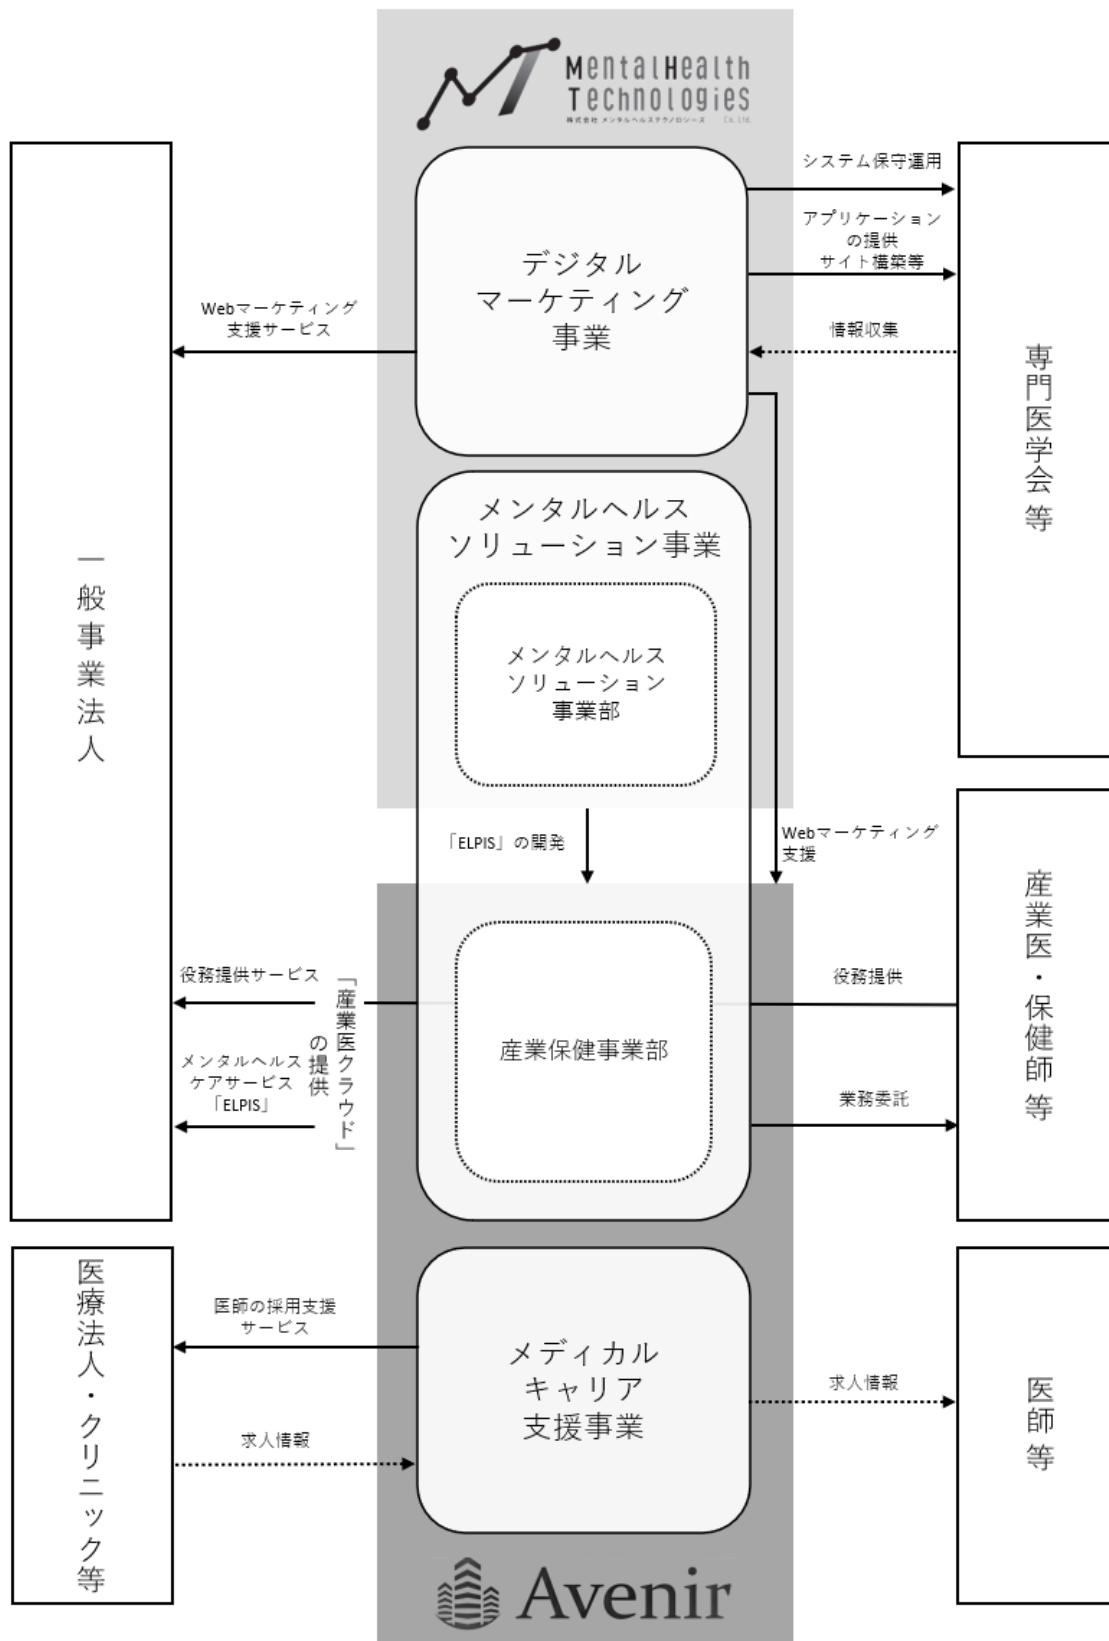 MentalHealth
Technologies
株式会社 メンタルヘルステクノロジーズ Co. Ltd.
デジタル
マーケティング
事業
システム保守運用
アプリケーション
の提供
サイト構築等
情報収集
専門医学会等
Webマーケティング
支援サービス
一般事業法人
メンタルヘルス
ソリューション事業
メンタルヘルス
ソリューション
事業部
「ELPIS」の開発
Webマーケティング
支援
産業保健事業部
役務提供サービス
メンタルヘルス
ケアサービス
「ELPIS」
「産業医クラウド」
の提供
役務提供
業務委託
産業医・保健師等
医療法人・クリニック等
医師の採用支援
サービス
求人情報
メディカル
キャリア
支援事業
求人情報
医師等
Avenir